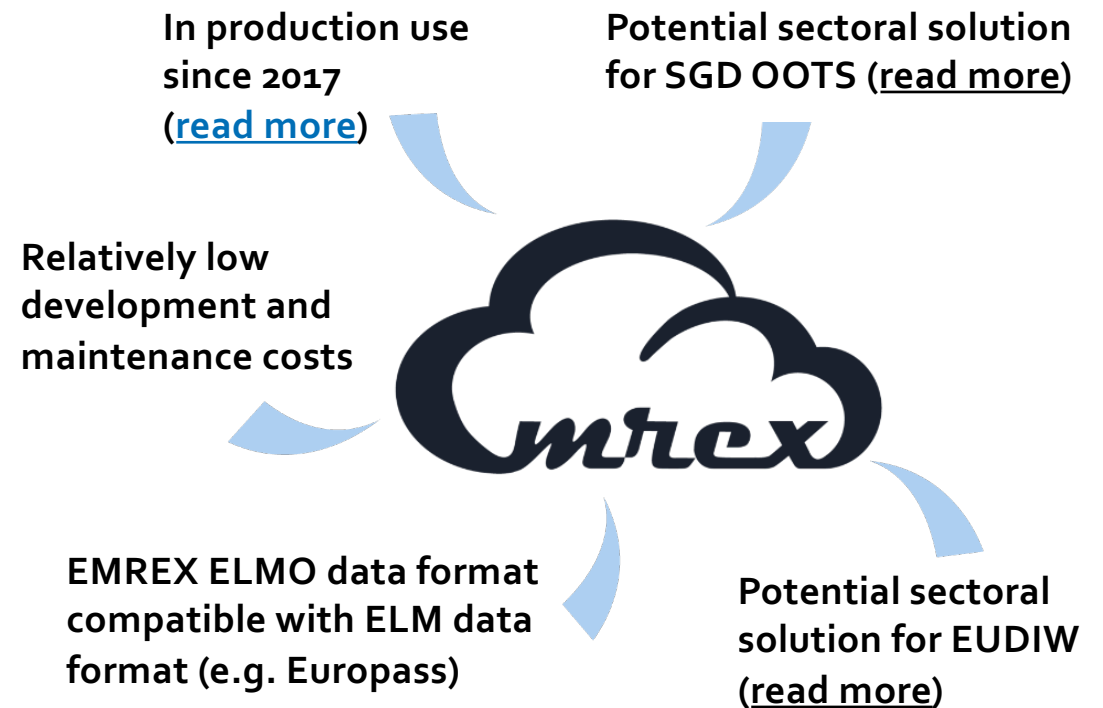 In production use
since 2017
(read more)
Potential sectoral solution
for SGD OOTS (read more)
Relatively low
development and
maintenance costs
emrex
EMREX ELMO data format
compatible with ELM data
format (e.g. Europass)
Potential sectoral
solution for EUDIW
(read more)